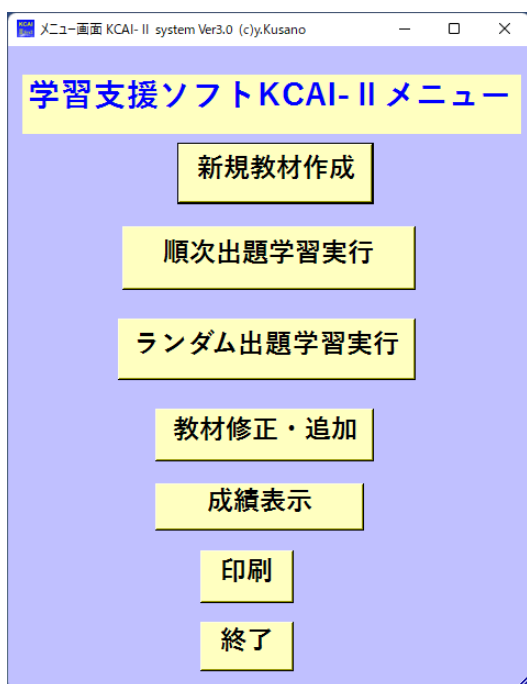 メニュー画面 KCAI-Ⅱ system Ver3.0 (c)y.Kusano
学習支援ソフトKCAI-Ⅱメニュー
新規教材作成
順次出題学習実行
ランダム出題学習実行
教材修正・追加
成績表示
印刷
終了